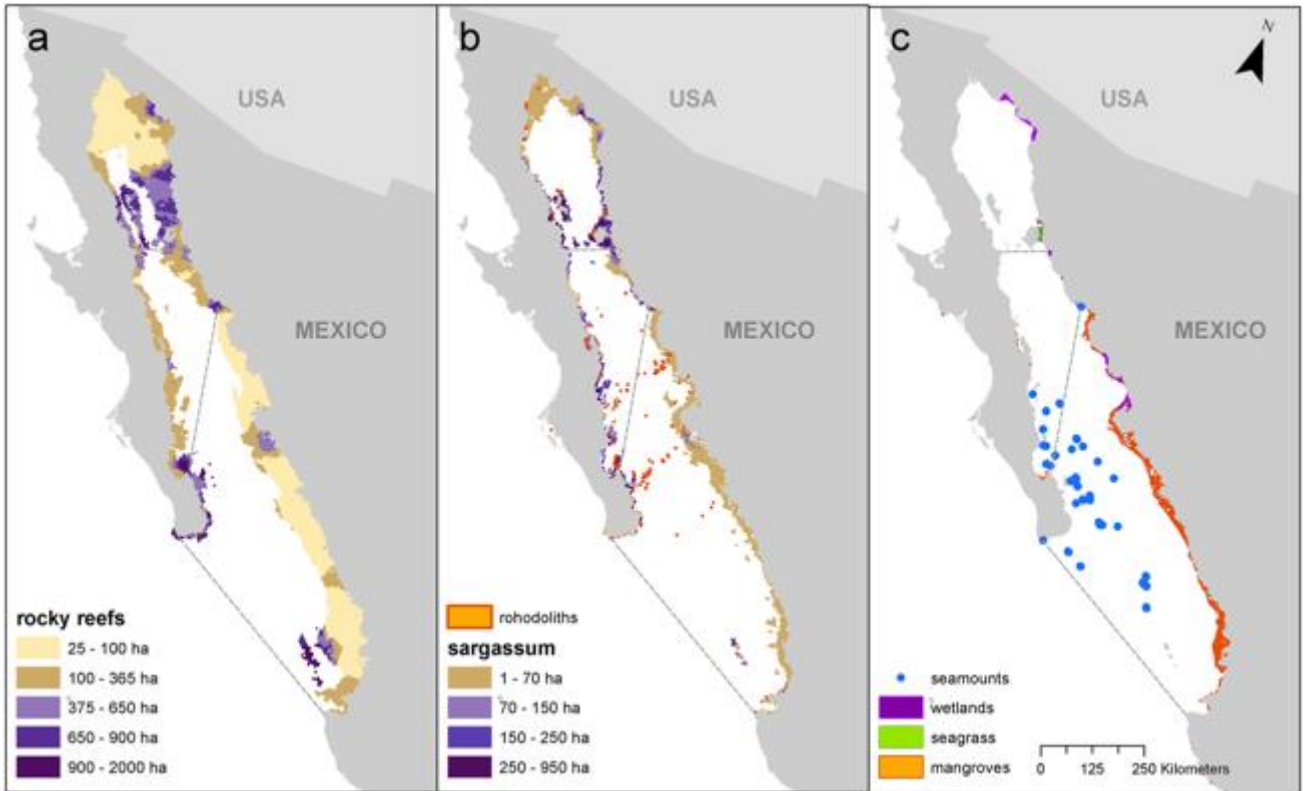 a
USA
MEXICO
rocky reefs
25 - 100 ha
100 - 365 ha
375 - 650 ha
650 - 900 ha
900 - 2000 ha
b
USA
MEXICO
rohodoliths
sargassum
1 - 70 ha
70 - 150 ha
150 - 250 ha
250 - 950 ha
c
N
USA
MEXICO
seamounts
wetlands
seagrass
mangroves
0 125 250 Kilometers